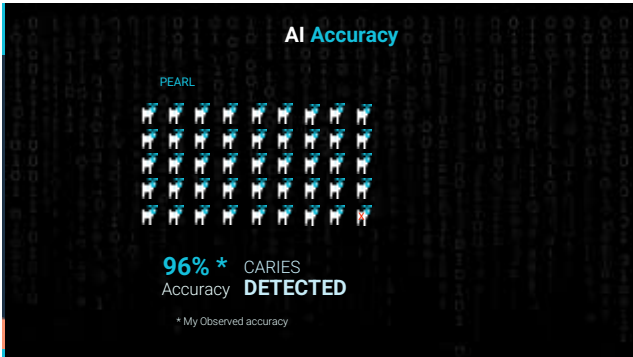 AI Accuracy
PEARL
96% * CARIES
Accuracy DETECTED
* My Observed accuracy